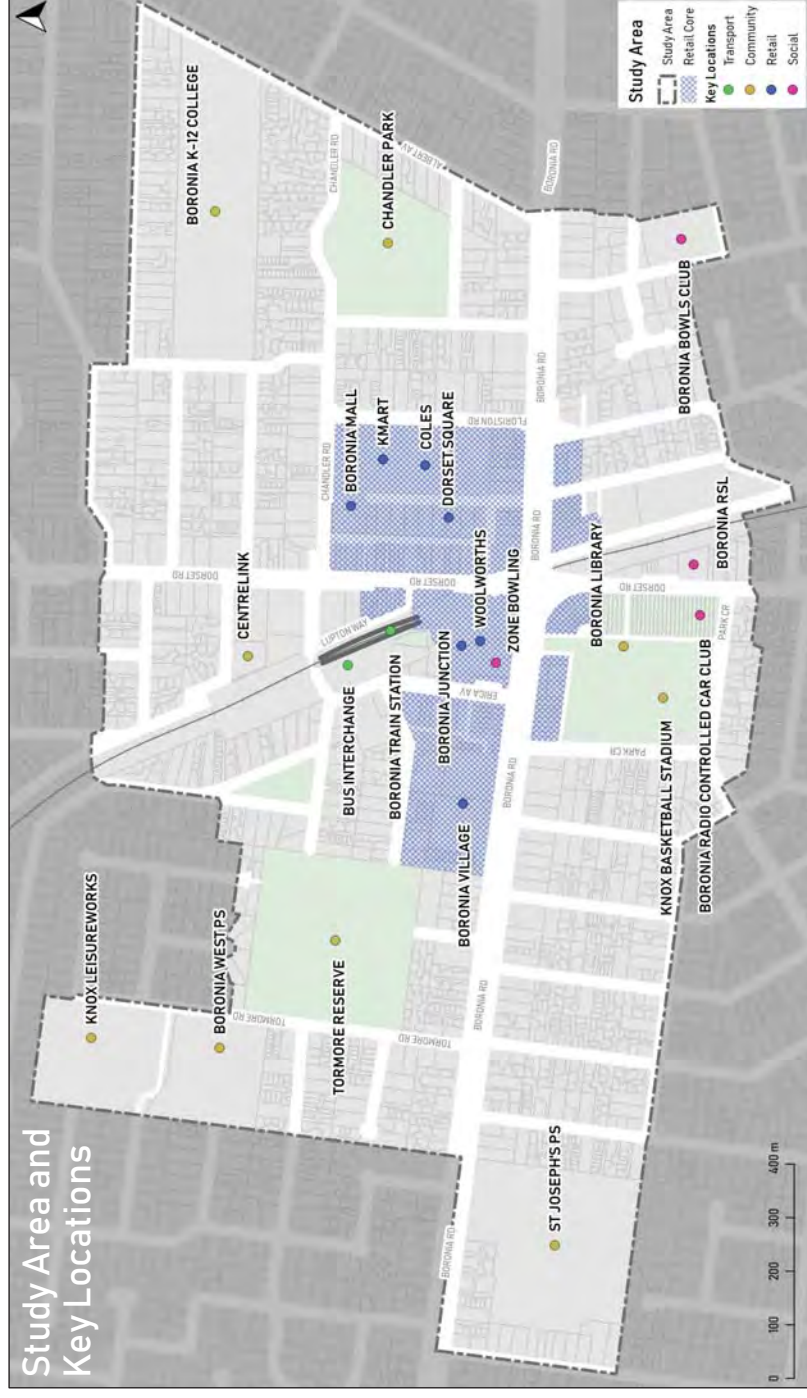 Study Area and
Key Locations
KNOX LEISUREWORKS
BORONIA WEST PS
TORMORE RD
TORMORE RESERVE
TORMORE RD
BORONIA RD
ST JOSEPH'S PS
BORONIA RD
BORONIA K-12 COLLEGE
CENTRELINK
DORSET RD
LUPTON WAY
BUS INTERCHANGE
BORONIA TRAIN STATION
BORONIA JUNCTION
BORONIA VILLAGE
ERICA AV
WOOLWORTHS
ZONE BOWLING
DORSET RD
CHANDLER RD
BORONIA MALL
KMART
COLES
DORSET SQUARE
FLORISTON RD
CHANDLER RD
ALBERT AV
CHANDLER PARK
BORONIA RD
BORONIA RD
BORONIA RD
BORONIA RD
BORONIA LIBRARY
PARK CR
DORSET RD
PARK CR
KNOX BASKETBALL STADIUM
BORONIA RADIO CONTROLLED CAR CLUB
BORONIA RSL
BORONIA BOWLS CLUB
0 100 200 300 400 m
Study Area
Study Area
Retail Core
Key Locations
Transport
Community
Retail
Social